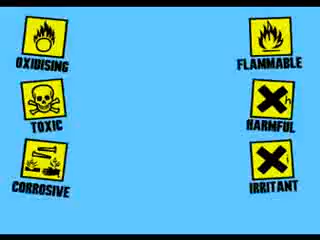 OXIDISING
FLAMMABLE
TOXIC
h
HARMFUL
CORROSIVE
i
IRRITANT